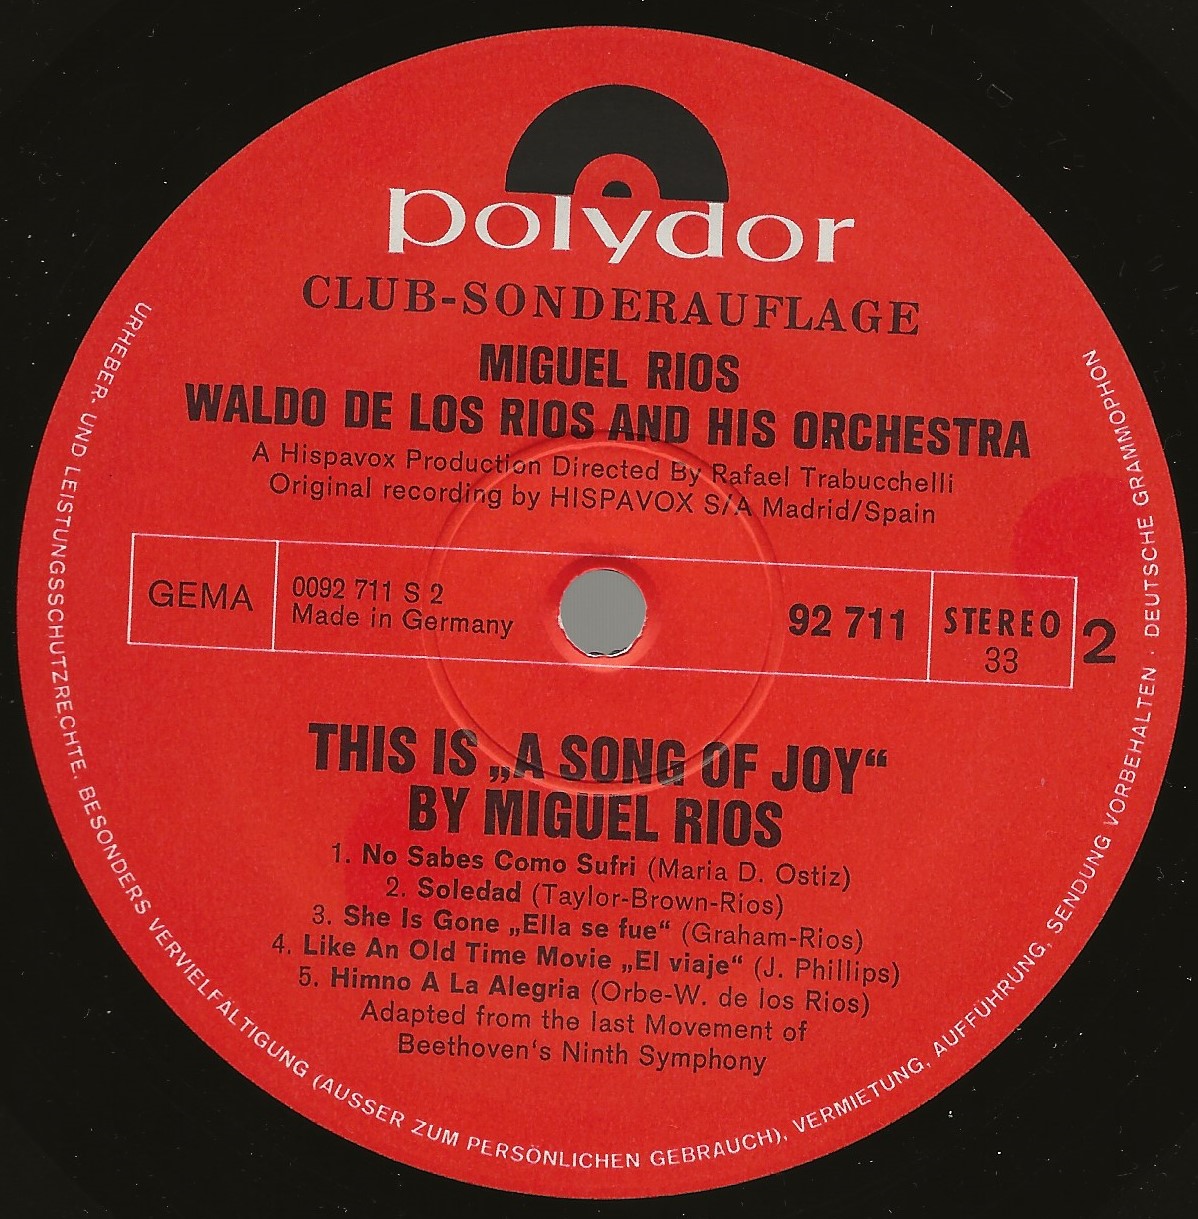 polydor
CLUB-SONDERAUFLAGE
MIGUEL RIOS
WALDO DE LOS RIOS AND HIS ORCHESTRA
A Hispavox Production Directed By Rafael Trabucchelli
Original recording by HISPAVOX S/A Madrid/Spain
GEMA
0092 711 S 2
Made in Germany
92 711
STEREO
33
2
THIS IS „A SONG OF JOY“
BY MIGUEL RIOS
1. No Sabes Como Sufri (Maria D. Ostiz)
2. Soledad (Taylor-Brown-Rios)
3. She Is Gone „Ella se fue“ (Graham-Rios)
4. Like An Old Time Movie „El viaje“ (J. Phillips)
5. Himno A La Alegria (Orbe-W. de los Rios)
Adapted from the last Movement of
Beethoven's Ninth Symphony
URHEBER- UND LEISTUNGSSCHUTZRECHTE. BESONDERS VERVIELFÄLTIGUNG (AUSSER ZUM PERSÖNLICHEN GEBRAUCH), VERMIETUNG, AUFFÜHRUNG, SENDUNG VORBEHALTEN · DEUTSCHE GRAMMOPHON